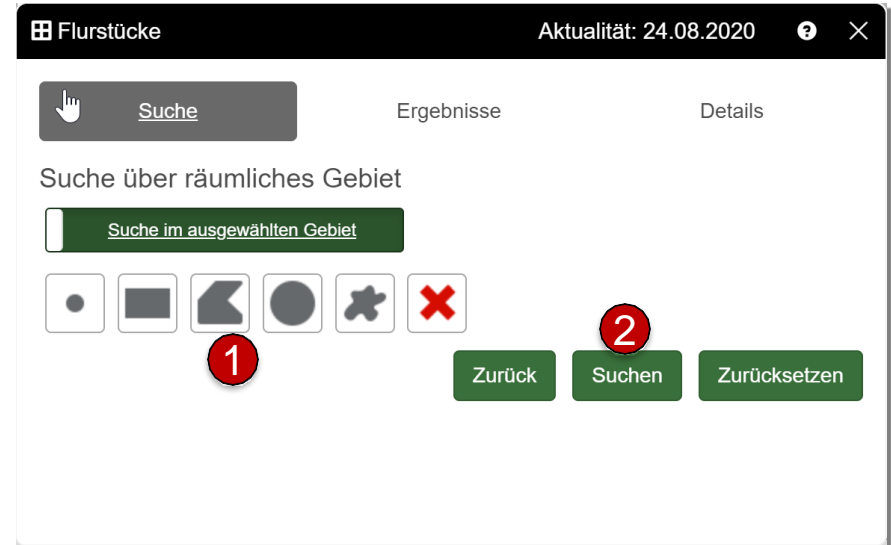 Flurstücke Aktualität: 24.08.2020 ?
Suche Ergebnisse Details
Suche über räumliches Gebiet
Suche im ausgewählten Gebiet
1
2
Zurück Suchen Zurücksetzen